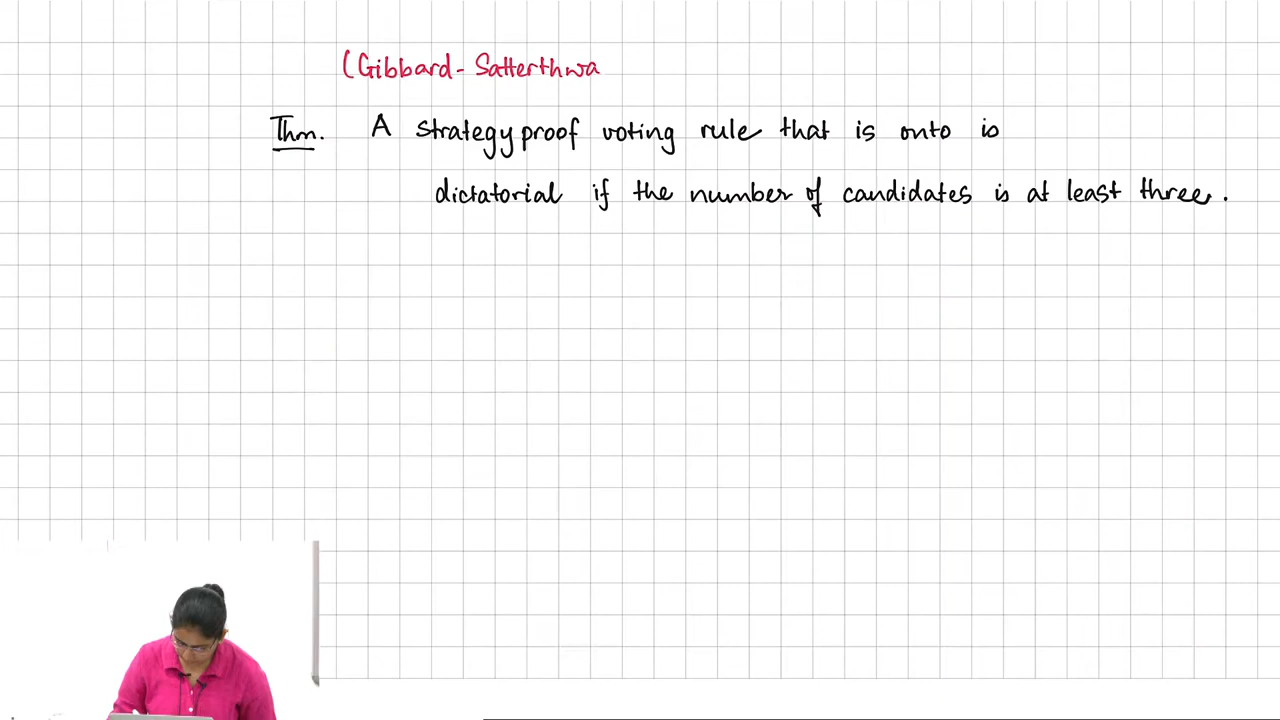 (Gibbard - Satterthwa
Thm. A strategyproof voting rule that is onto is
dictatorial if the number of candidates is at least three.